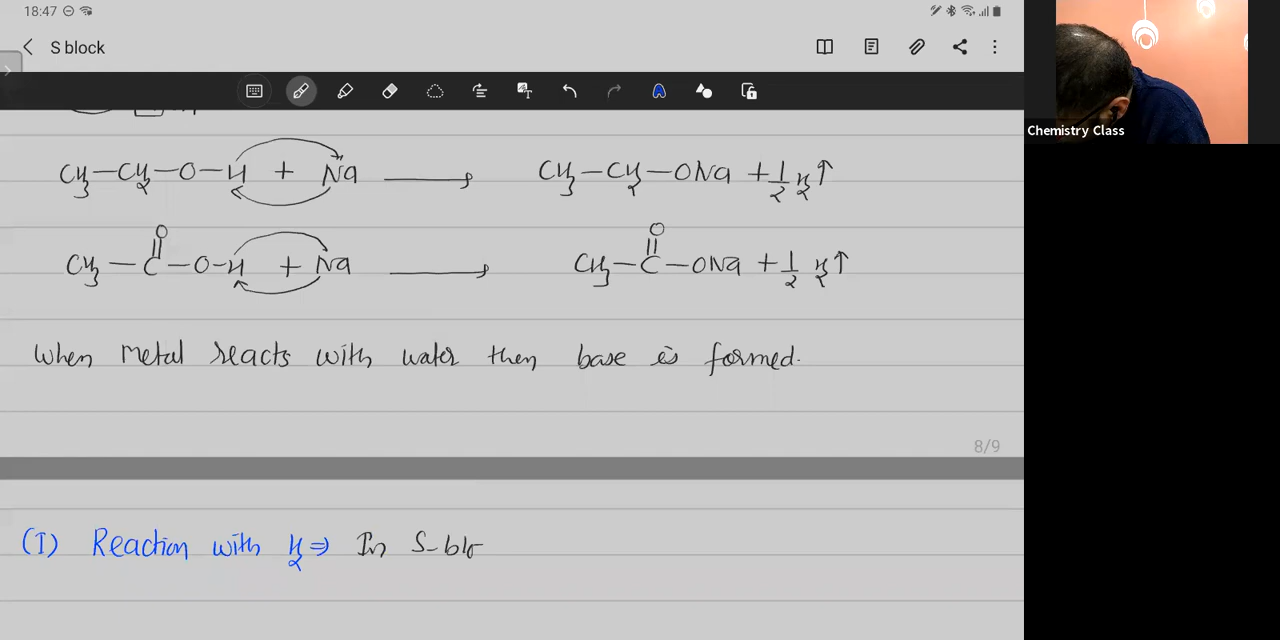 18:47
S block
CH3-CH2-O-H + Na ⟶ CH3-CH2-ONa + 1/2 H2↑
O O
CH3-C-O-H + Na ⟶ CH3-C-ONa + 1/2 H2↑
When metal reacts with water then base is formed.
8/9
(I) Reaction with H2⇒ In S-blo
Chemistry Class